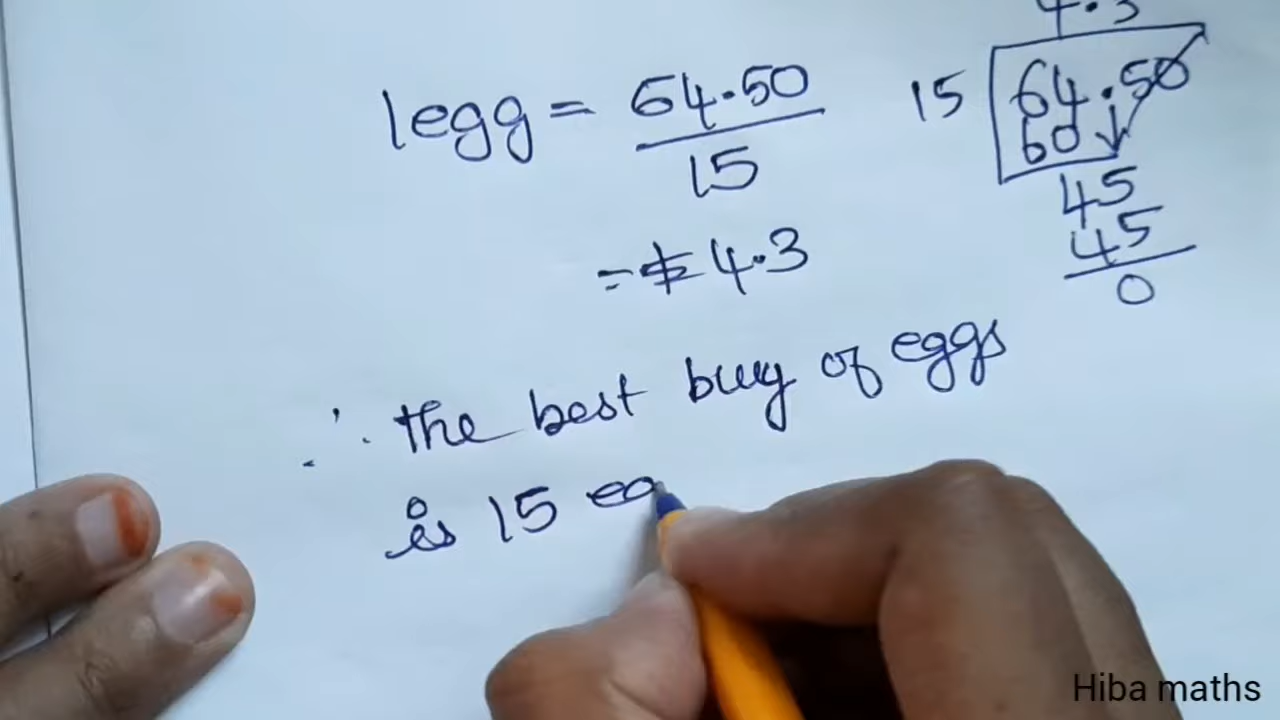 4.3
1egg = 64.50
15
= ₹ 4.3
15 64.50
60
45
45
0
∴ the best buy of eggs
is 15
Hiba maths